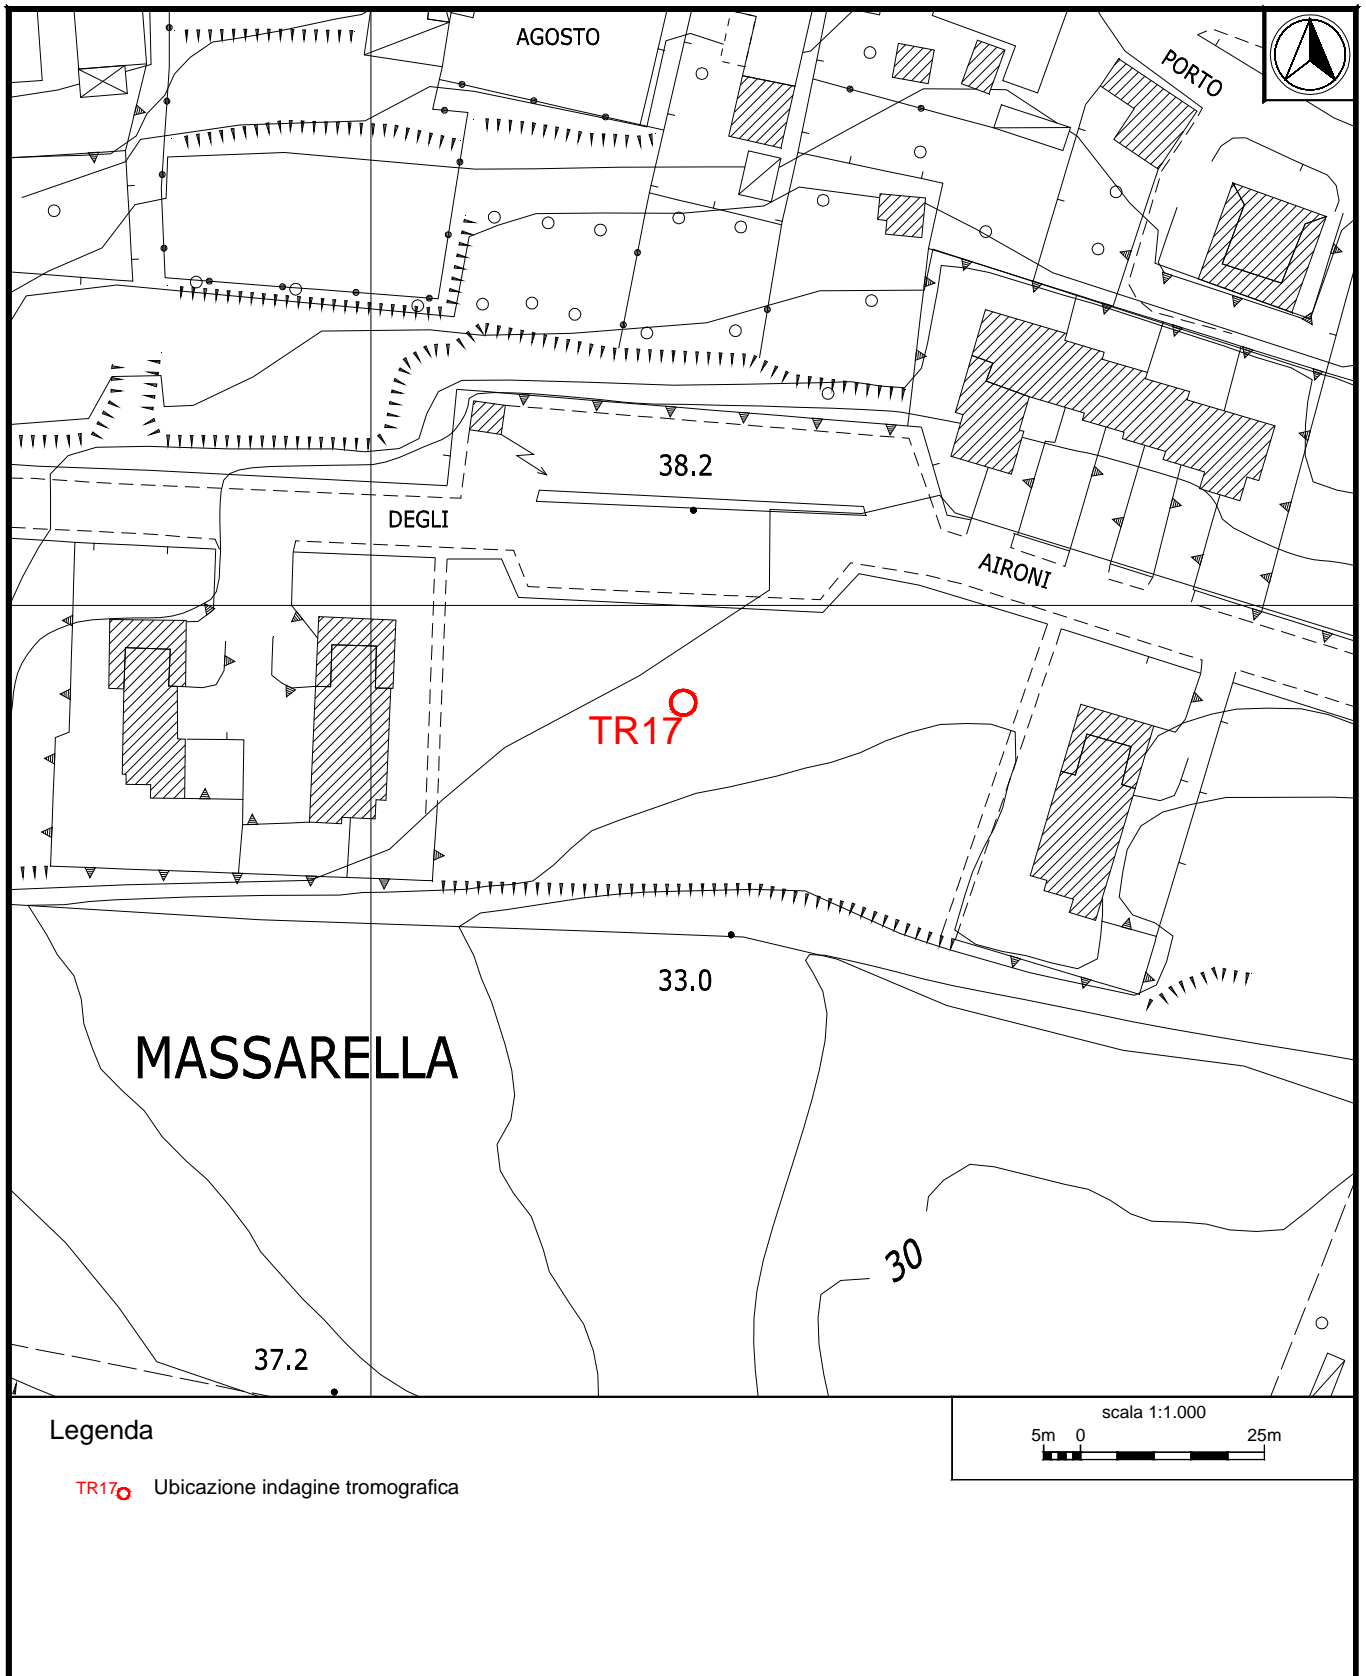 AGOSTO
PORTO
38.2
DEGLI
AIRONI
TR17
33.0
MASSARELLA
30
37.2
Legenda
TR17 Ubicazione indagine tromografica
scala 1:1.000
5m 0 25m